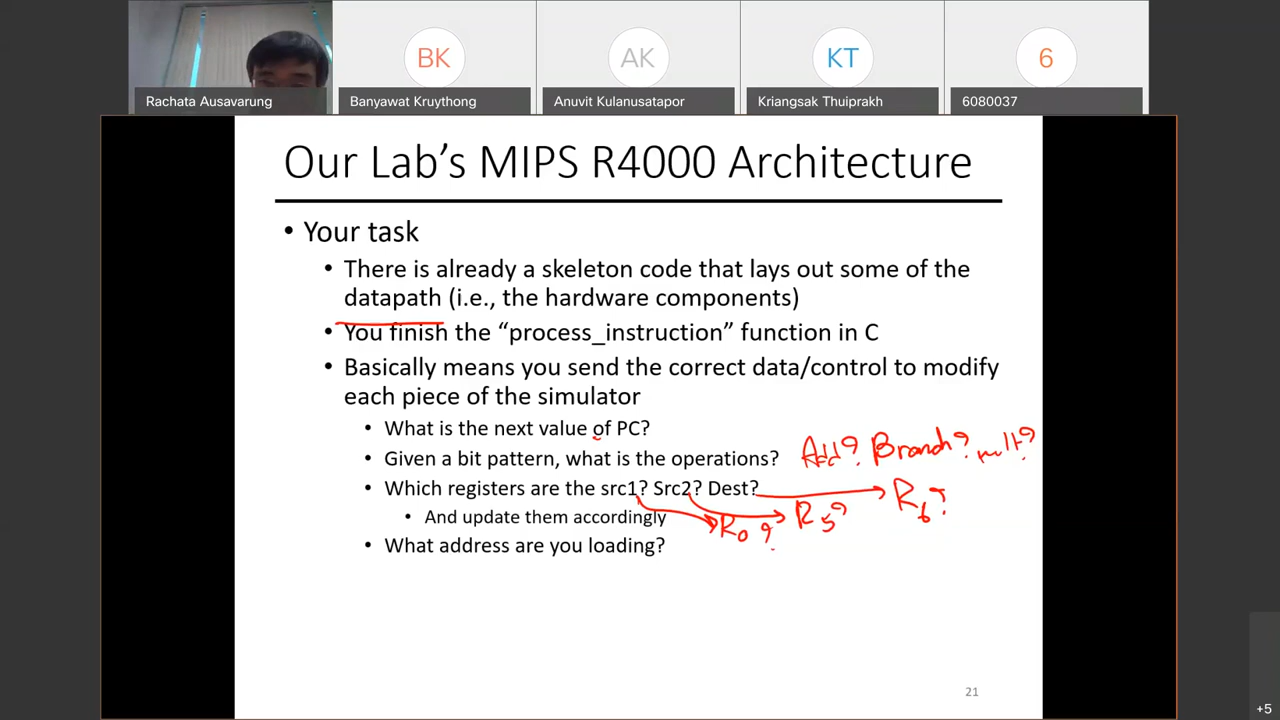 BK
AK
KT
6
Rachata Ausavarung
Banyawat Kruythong
Anuvit Kulanusatapor
Kriangsak Thuiprakh
6080037
Our Lab's MIPS R4000 Architecture
• Your task
• There is already a skeleton code that lays out some of the
datapath (i.e., the hardware components)
• You finish the “process_instruction” function in C
• Basically means you send the correct data/control to modify
each piece of the simulator
• What is the next value of PC?
• Given a bit pattern, what is the operations? Add? Branch? mult?
• Which registers are the src1? Src2? Dest? R6?
• And update them accordingly R0? R5?
• What address are you loading?
21
+5